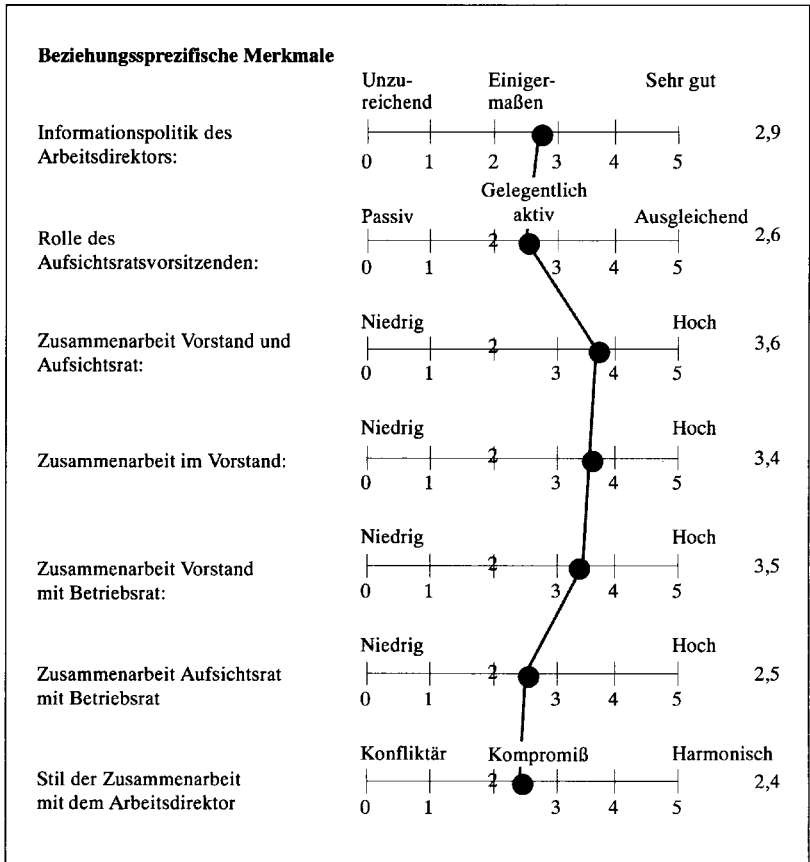 Beziehungssprezifische Merkmale
Unzu-
reichend
Einiger-
maßen
Sehr gut
Informationspolitik des
Arbeitsdirektors:
2,9
0 1 2 3 4 5
Passiv
Gelegentlich
aktiv
Ausgleichend
Rolle des
Aufsichtsratsvorsitzenden:
2
2,6
0 1 3 4 5
Niedrig Hoch
Zusammenarbeit Vorstand und
Aufsichtsrat:
2
3,6
0 1 3 4 5
Niedrig Hoch
Zusammenarbeit im Vorstand:
2
3,4
0 1 3 4 5
Niedrig Hoch
Zusammenarbeit Vorstand
mit Betriebsrat:
2
3,5
0 1 3 4 5
Niedrig Hoch
Zusammenarbeit Aufsichtsrat
mit Betriebsrat
2
2,5
0 1 3 4 5
Konfliktär Kompromiß Harmonisch
Stil der Zusammenarbeit
mit dem Arbeitsdirektor
2
2,4
0 1 3 4 5